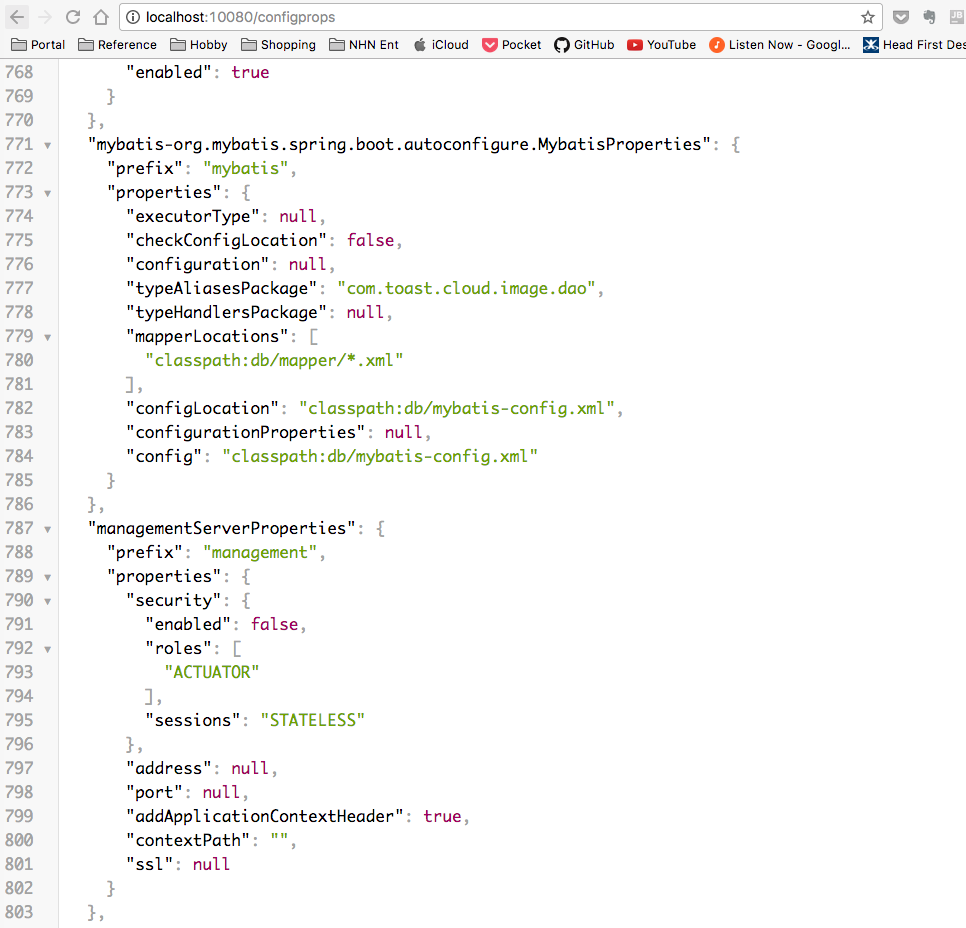 localhost:10080/configprops
Portal Reference Hobby Shopping NHN Ent iCloud Pocket GitHub YouTube Listen Now - Googl... Head First Des
768 "enabled": true
769 }
770 },
771 "mybatis-org.mybatis.spring.boot.autoconfigure.MybatisProperties": {
772 "prefix": "mybatis",
773 "properties": {
774 "executorType": null,
775 "checkConfigLocation": false,
776 "configuration": null,
777 "typeAliasesPackage": "com.toast.cloud.image.dao",
778 "typeHandlersPackage": null,
779 "mapperLocations": [
780 "classpath:db/mapper/*.xml"
781 ],
782 "configLocation": "classpath:db/mybatis-config.xml",
783 "configurationProperties": null,
784 "config": "classpath:db/mybatis-config.xml"
785 }
786 },
787 "managementServerProperties": {
788 "prefix": "management",
789 "properties": {
790 "security": {
791 "enabled": false,
792 "roles": [
793 "ACTUATOR"
794 ],
795 "sessions": "STATELESS"
796 },
797 "address": null,
798 "port": null,
799 "addApplicationContextHeader": true,
800 "contextPath": "",
801 "ssl": null
802 }
803 },